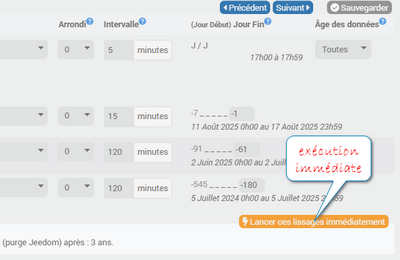 Précédent Suivant Sauvegarder
Arrondi Intervalle (Jour Début) Jour Fin Âge des données
0 5 minutes J / J Toutes
17h00 à 17h59
0 15 minutes -7 _ _ _ _ _ -1
11 Août 2025 0h00 au 17 Août 2025 23h59
0 120 minutes -91 _ _ _ _ _ -61
2 Juin 2025 0h00 au 2
exécution
immédiate
0 120 minutes -545 _ _ _ _ _ -180
5 Juillet 2024 0h00 au 5 Juillet 2025
Lancer ces lissages immédiatement
(purge Jeedom) après : 3 ans.